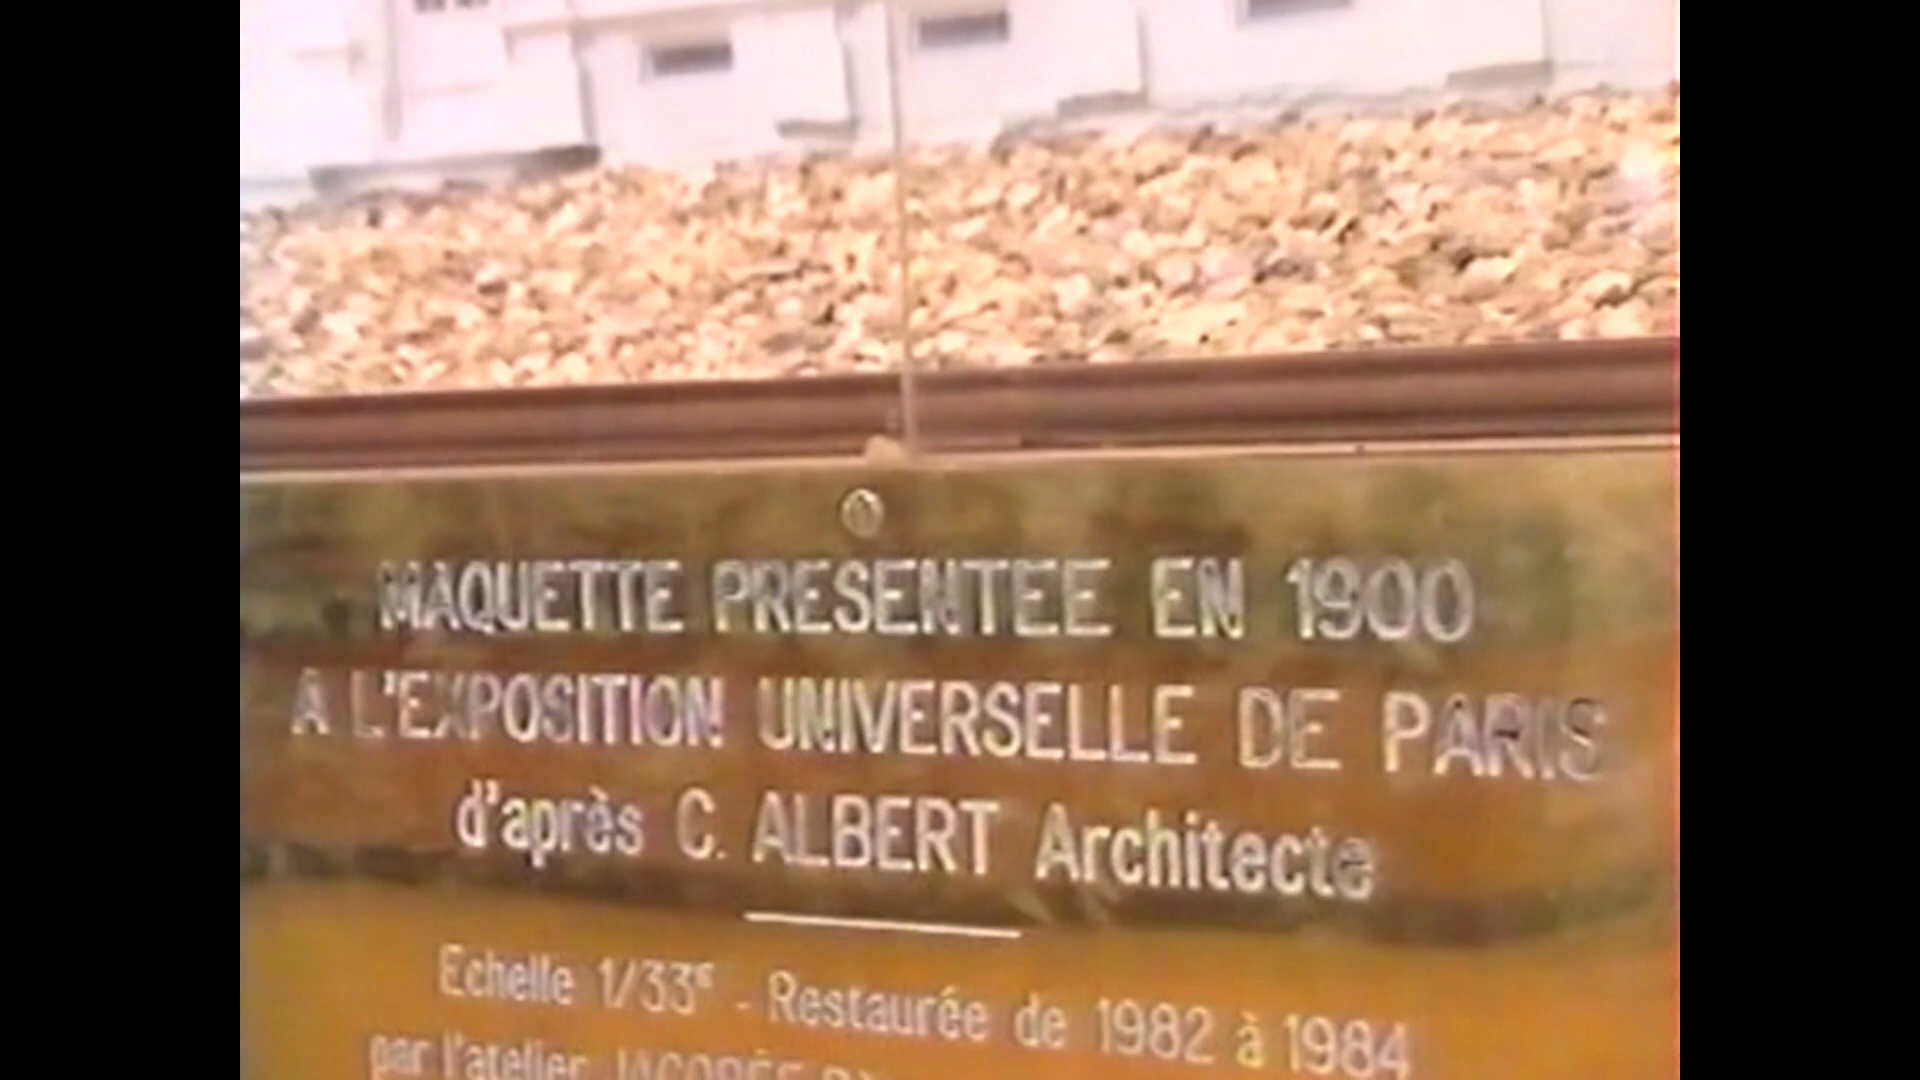 MAQUETTE PRESENTEE EN 1900
A L'EXPOSITION UNIVERSELLE DE PARIS
d'après C. ALBERT Architecte
Echelle 1/33e - Restaurée de 1982 à 1984
par l'atelier